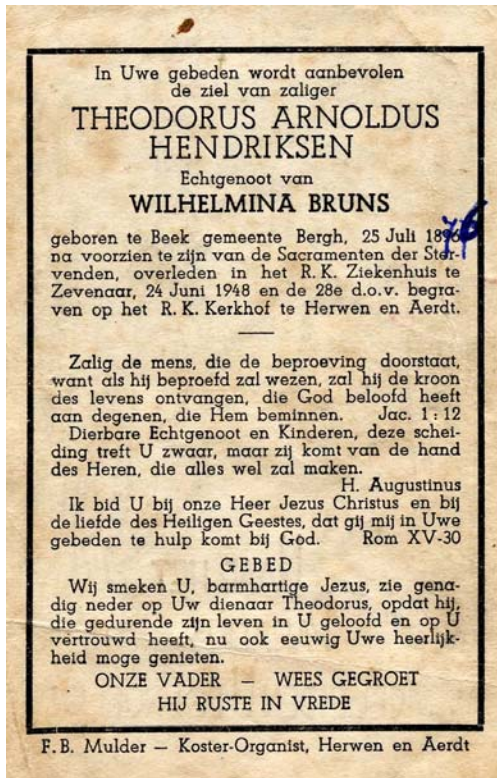 In Uwe gebeden wordt aanbevolen
de ziel van zaliger
THEODORUS ARNOLDUS
HENDRIKSEN
Echtgenoot van
WILHELMINA BRUNS
geboren te Beek gemeente Bergh, 25 Juli 1896
76
na voorzien te zijn van de Sacramenten der Ster-
venden, overleden in het R. K. Ziekenhuis te
Zevenaar, 24 Juni 1948 en de 28e d.o.v. begra-
ven op het R. K. Kerkhof te Herwen en Aerdt.
Zalig de mens, die de beproeving doorstaat,
want als hij beproefd zal wezen, zal hij de kroon
des levens ontvangen, die God beloofd heeft
aan degenen, die Hem beminnen. Jac. 1 : 12
Dierbare Echtgenoot en Kinderen, deze schei-
ding treft U zwaar, maar zij komt van de hand
des Heren, die alles wel zal maken.
H. Augustinus
Ik bid U bij onze Heer Jezus Christus en bij
de liefde des Heiligen Geestes, dat gij mij in Uwe
gebeden te hulp komt bij God. Rom XV-30
GEBED
Wij smeken U, barmhartige Jezus, zie gena-
dig neder op Uw dienaar Theodorus, opdat hij,
die gedurende zijn leven in U geloofd en op U
vertrouwd heeft, nu ook eeuwig Uwe heerlijk-
heid moge genieten.
ONZE VADER — WEES GEGROET
HIJ RUSTE IN VREDE
F. B. Mulder — Koster-Organist, Herwen en Aerdt